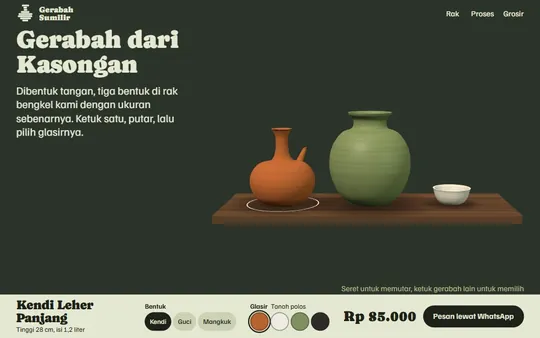 Gerabah
Sumilir
Rak
Proses
Grosir
Gerabah dari
Kasongan
Dibentuk tangan, tiga bentuk di rak
bengkel kami dengan ukuran
sebenarnya. Ketuk satu, putar, lalu
pilih glasirnya.
Seret untuk memutar, ketuk gerabah lain untuk memilih
Kendi Leher
Panjang
Tinggi 28 cm, isi 1,2 liter
Bentuk
Kendi
Guci
Mangkuk
Glasir Tanah polos
Rp 85.000
Pesan lewat WhatsApp